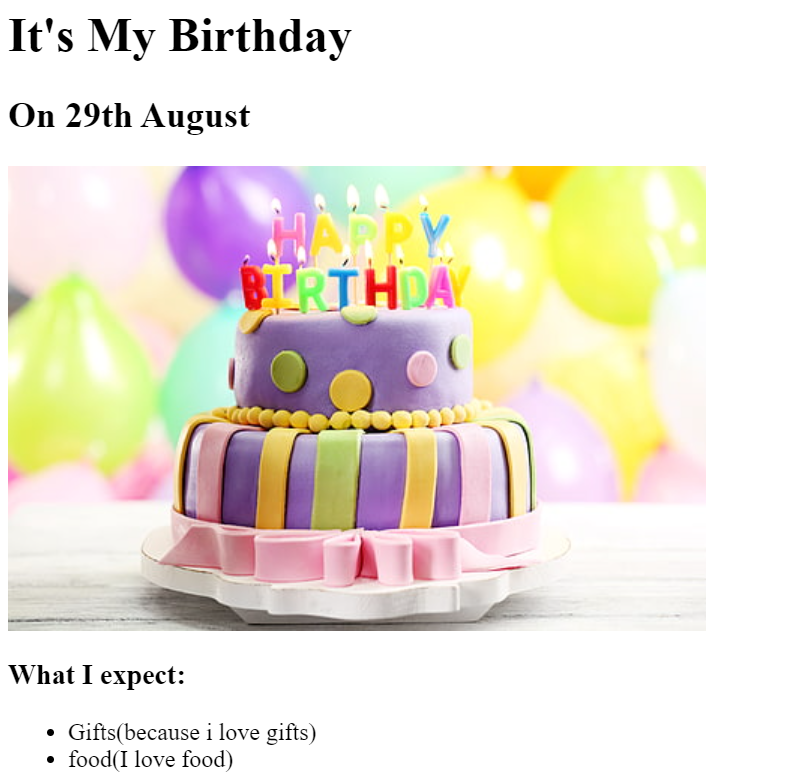 It's My Birthday
On 29th August
HAPPY
BIRTHDAY
What I expect:
Gifts(because i love gifts)
food(I love food)